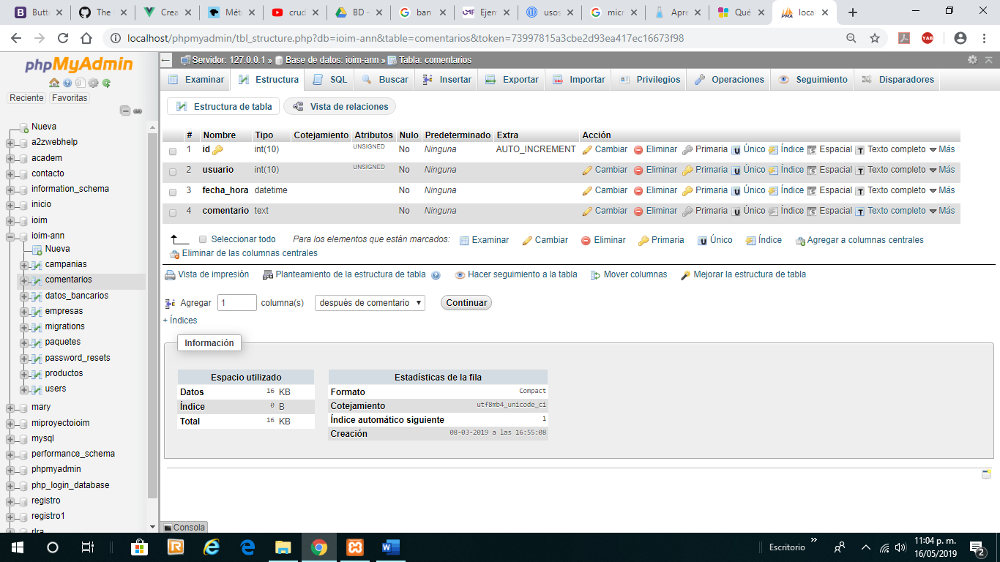 Butt The Crea Mét crud BD - ban Ejen usos micr Apre Qué loca
localhost/phpmyadmin/tbl_structure.php?db=ioim-ann&table=comentarios&token=73997815a3cbe2d93ea417ec16673f98
phpMyAdmin
Reciente Favoritas
Nueva
a2zwebhelp
academ
contacto
information_schema
inicio
ioim
ioim-ann
Nueva
campanias
comentarios
datos_bancarios
empresas
migrations
paquetes
password_resets
productos
users
mary
miproyectoioim
mysql
performance_schema
phpmyadmin
php_login_database
registro
registro1
rlra
Servidor: 127.0.0.1 » Base de datos: ioim-ann » Tabla: comentarios
Examinar Estructura SQL Buscar Insertar Exportar Importar Privilegios Operaciones Seguimiento Disparadores
Estructura de tabla Vista de relaciones
# Nombre Tipo Cotejamiento Atributos Nulo Predeterminado Extra Acción
1 id int(10) UNSIGNED No Ninguna AUTO_INCREMENT Cambiar Eliminar Primaria Único Índice Espacial Texto completo Más
2 usuario int(10) UNSIGNED No Ninguna Cambiar Eliminar Primaria Único Índice Espacial Texto completo Más
3 fecha_hora datetime No Ninguna Cambiar Eliminar Primaria Único Índice Espacial Texto completo Más
4 comentario text No Ninguna Cambiar Eliminar Primaria Único Índice Espacial Texto completo Más
Seleccionar todo Para los elementos que están marcados: Examinar Cambiar Eliminar Primaria Único Índice Agregar a columnas centrales
Eliminar de las columnas centrales
Vista de impresión Planteamiento de la estructura de tabla Hacer seguimiento a la tabla Mover columnas Mejorar la estructura de tabla
Agregar 1 columna(s) después de comentario Continuar
+ Índices
Información
Espacio utilizado
Datos 16 KB
Índice 0 B
Total 16 KB
Estadísticas de la fila
Formato Compact
Cotejamiento utf8mb4_unicode_ci
Índice automático siguiente 1
Creación 08-03-2019 a las 16:55:08
Consola
Escritorio » 11:04 p. m.
16/05/2019 2